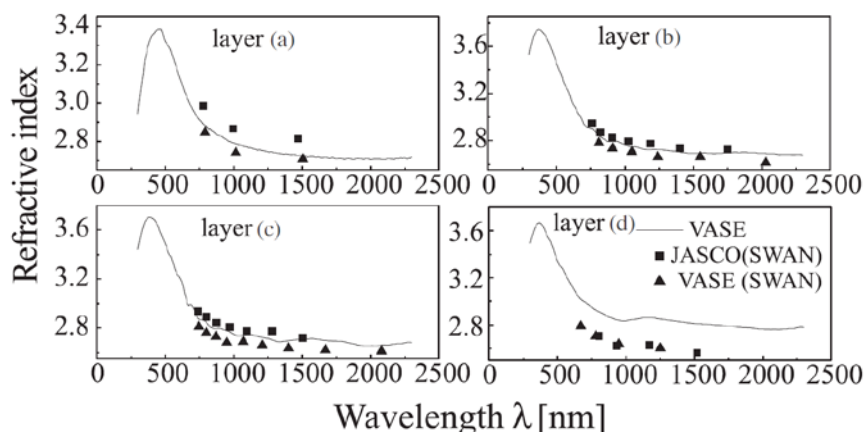 Refractive index
3.4
3.0
2.6
layer (a)
0 500 1000 1500 2000 2500
3.6
3.2
2.8
layer (b)
0 500 1000 1500 2000 2500
3.6
3.2
2.8
layer (c)
0 500 1000 1500 2000 2500
3.6
3.2
2.8
2.4
layer (d)
VASE
JASCO(SWAN)
VASE (SWAN)
0 500 1000 1500 2000 2500
Wavelength λ [nm]